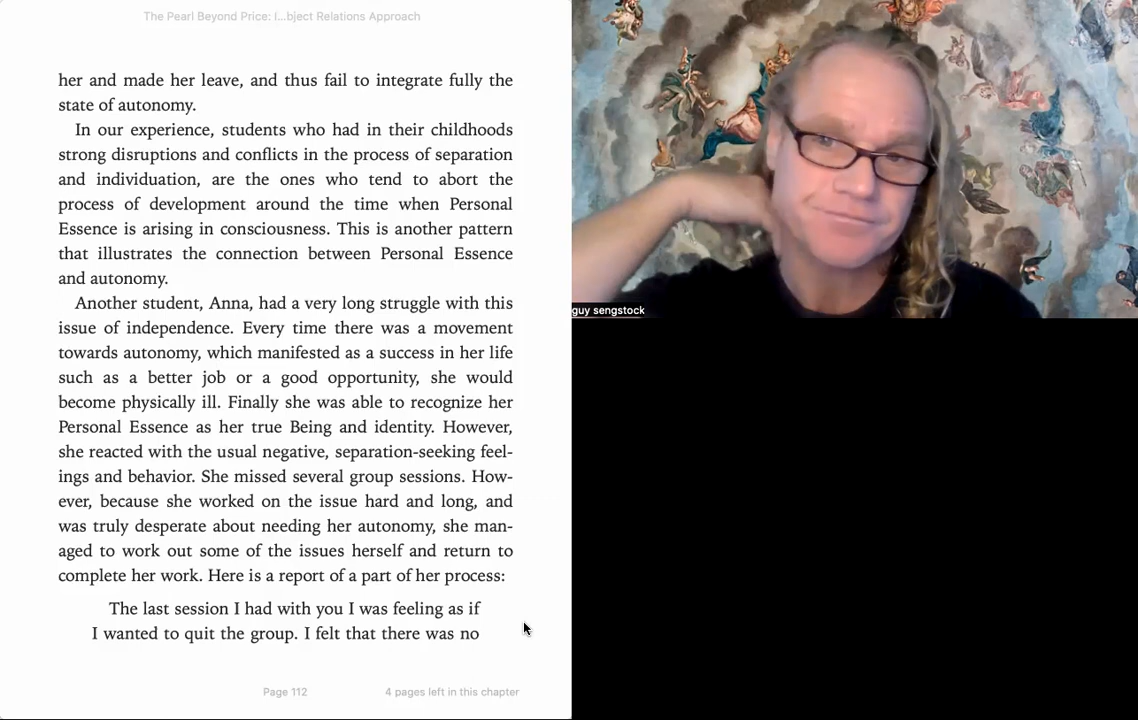 The Pearl Beyond Price: I...bject Relations Approach
her and made her leave, and thus fail to integrate fully the
state of autonomy.
In our experience, students who had in their childhoods
strong disruptions and conflicts in the process of separation
and individuation, are the ones who tend to abort the
process of development around the time when Personal
Essence is arising in consciousness. This is another pattern
that illustrates the connection between Personal Essence
and autonomy.
Another student, Anna, had a very long struggle with this
issue of independence. Every time there was a movement
towards autonomy, which manifested as a success in her life
such as a better job or a good opportunity, she would
become physically ill. Finally she was able to recognize her
Personal Essence as her true Being and identity. However,
she reacted with the usual negative, separation-seeking feel-
ings and behavior. She missed several group sessions. How-
ever, because she worked on the issue hard and long, and
was truly desperate about needing her autonomy, she man-
aged to work out some of the issues herself and return to
complete her work. Here is a report of a part of her process:
The last session I had with you I was feeling as if
I wanted to quit the group. I felt that there was no
Page 112
4 pages left in this chapter
guy sengstock